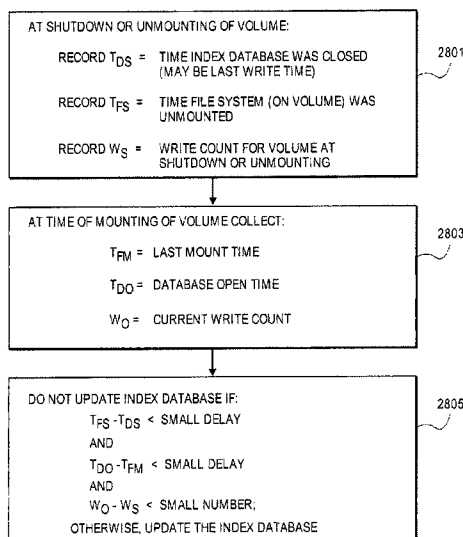 AT SHUTDOWN OR UNMOUNTING OF VOLUME:
RECORD TDS = TIME INDEX DATABASE WAS CLOSED
(MAY BE LAST WRITE TIME)
RECORD TFS = TIME FILE SYSTEM (ON VOLUME) WAS
UNMOUNTED
RECORD WS = WRITE COUNT FOR VOLUME AT
SHUTDOWN OR UNMOUNTING
2801
AT TIME OF MOUNTING OF VOLUME COLLECT:
TFM = LAST MOUNT TIME
TDO = DATABASE OPEN TIME
WO = CURRENT WRITE COUNT
2803
DO NOT UPDATE INDEX DATABASE IF:
TFS - TDS < SMALL DELAY
AND
TDO - TFM < SMALL DELAY
AND
WO - WS < SMALL NUMBER;
OTHERWISE, UPDATE THE INDEX DATABASE
2805